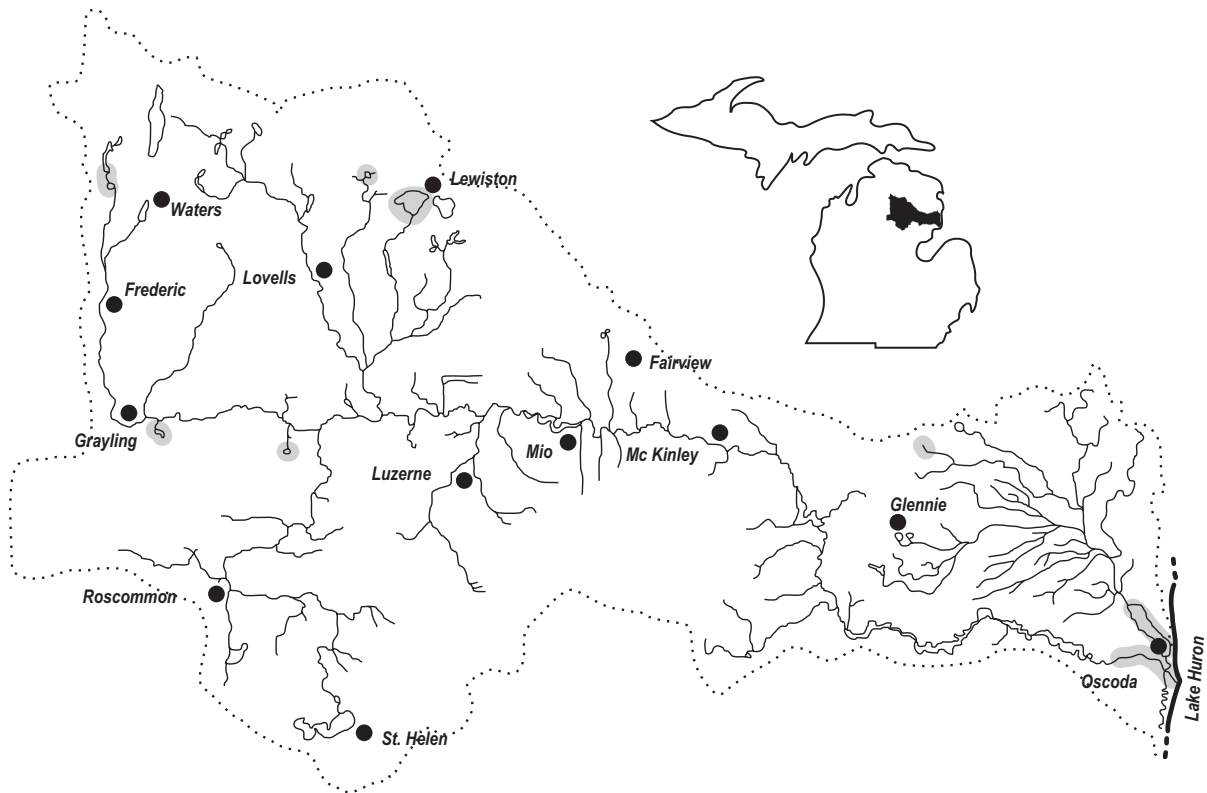 Lewiston
Waters
Lovells
Frederic
Fairview
Grayling
Mio
Mc Kinley
Luzerne
Glennie
Roscommon
Oscoda
Lake Huron
St. Helen